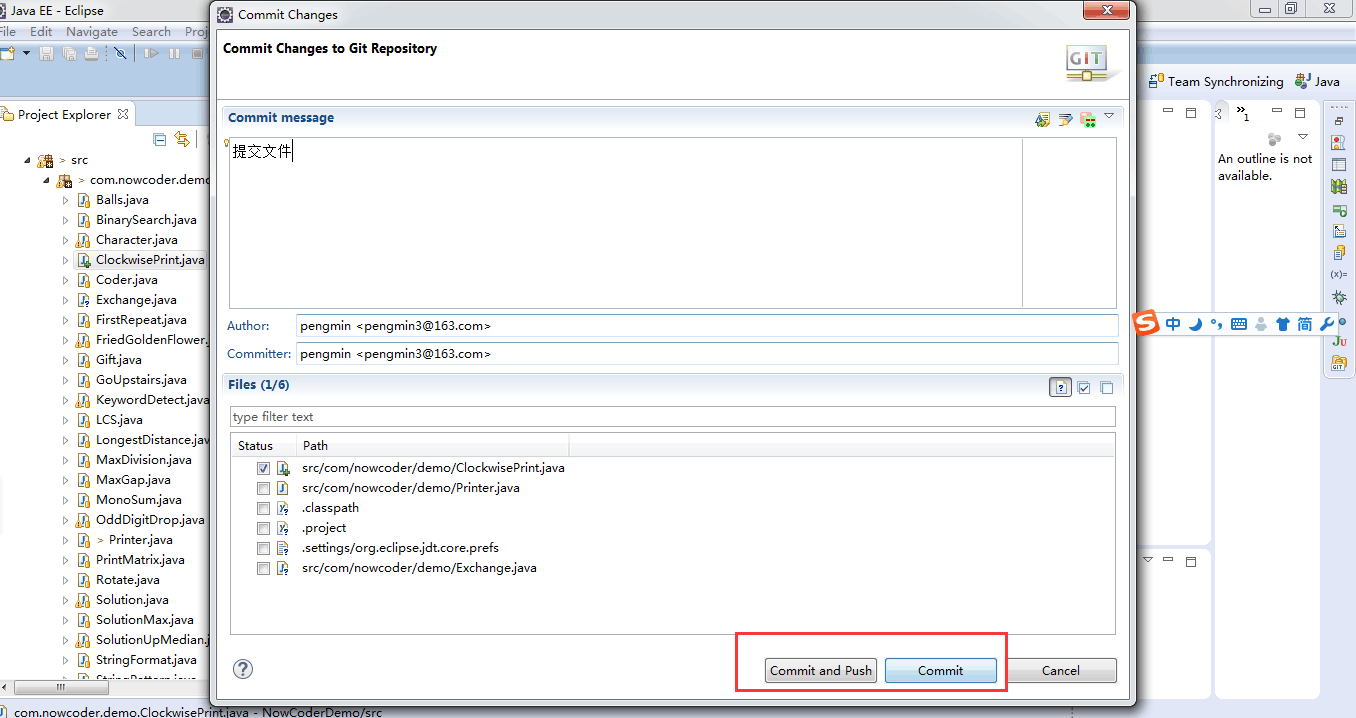 Java EE - Eclipse
File Edit Navigate Search Proj
Project Explorer
> src
> com.nowcoder.demo
Balls.java
BinarySearch.java
Character.java
ClockwisePrint.java
Coder.java
Exchange.java
FirstRepeat.java
FriedGoldenFlower.
Gift.java
GoUpstairs.java
KeywordDetect.java
LCS.java
LongestDistance.jav
MaxDivision.java
MaxGap.java
MonoSum.java
OddDigitDrop.java
> Printer.java
PrintMatrix.java
Rotate.java
Solution.java
SolutionMax.java
SolutionUpMedian.j
StringFormat.java
StringPattern.java
com.nowcoder.demo.ClockwisePrint.java - NowCoderDemo/src
Commit Changes
Commit Changes to Git Repository
GIT
Commit message
提交文件
Author: pengmin <pengmin3@163.com>
Committer: pengmin <pengmin3@163.com>
Files (1/6)
type filter text
Status Path
src/com/nowcoder/demo/ClockwisePrint.java
src/com/nowcoder/demo/Printer.java
.classpath
.project
.settings/org.eclipse.jdt.core.prefs
src/com/nowcoder/demo/Exchange.java
Commit and Push Commit Cancel
Team Synchronizing Java
»1
An outline is not
available.
(x)=
S 中 简
JU
GIT